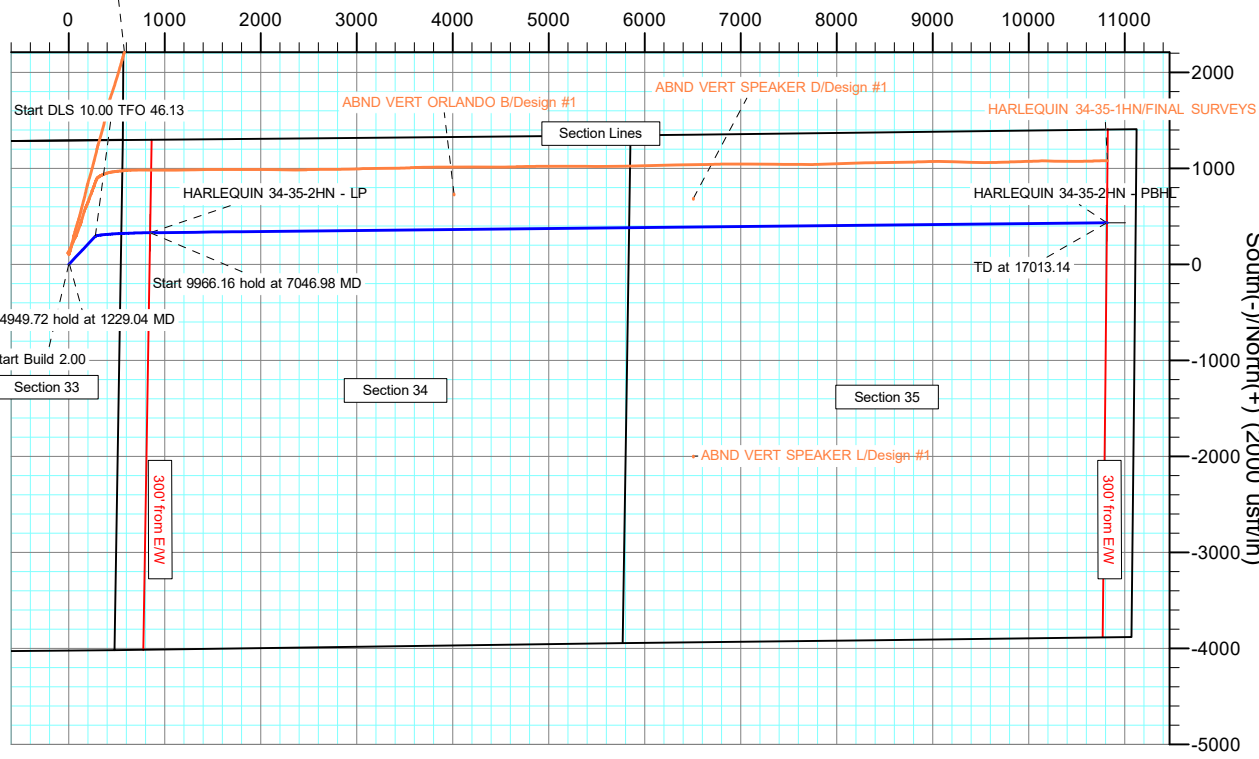 0 1000 2000 3000 4000 5000 6000 7000 8000 9000 10000 11000
2000
ABND VERT SPEAKER D/Design #1
ABND VERT ORLANDO B/Design #1
Start DLS 10.00 TFO 46.13
HARLEQUIN 34-35-1HN/FINAL SURVEYS
Section Lines
1000
HARLEQUIN 34-35-2HN - LP
HARLEQUIN 34-35-2HN - PBHL
0
TD at 17013.14
Start 9966.16 hold at 7046.98 MD
4949.72 hold at 1229.04 MD
tart Build 2.00
Section 33
Section 34
Section 35
-1000
South(-)/North(+) (2000 usft/in)
-2000
ABND VERT SPEAKER L/Design #1
300' from E/W
300' from E/W
-3000
-4000
-5000